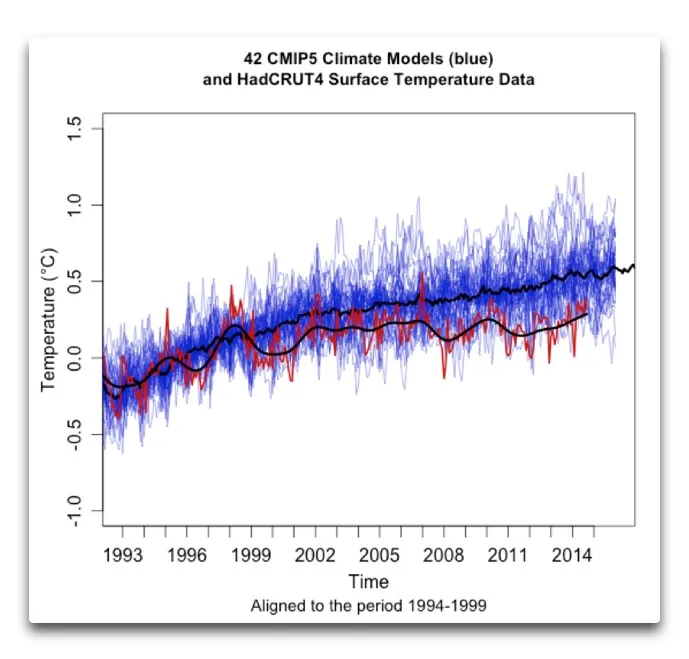 42 CMIP5 Climate Models (blue)
and HadCRUT4 Surface Temperature Data
1.5
1.0
0.5
0.0
-0.5
-1.0
Temperature (°C)
1993 1996 1999 2002 2005 2008 2011 2014
Time
Aligned to the period 1994-1999